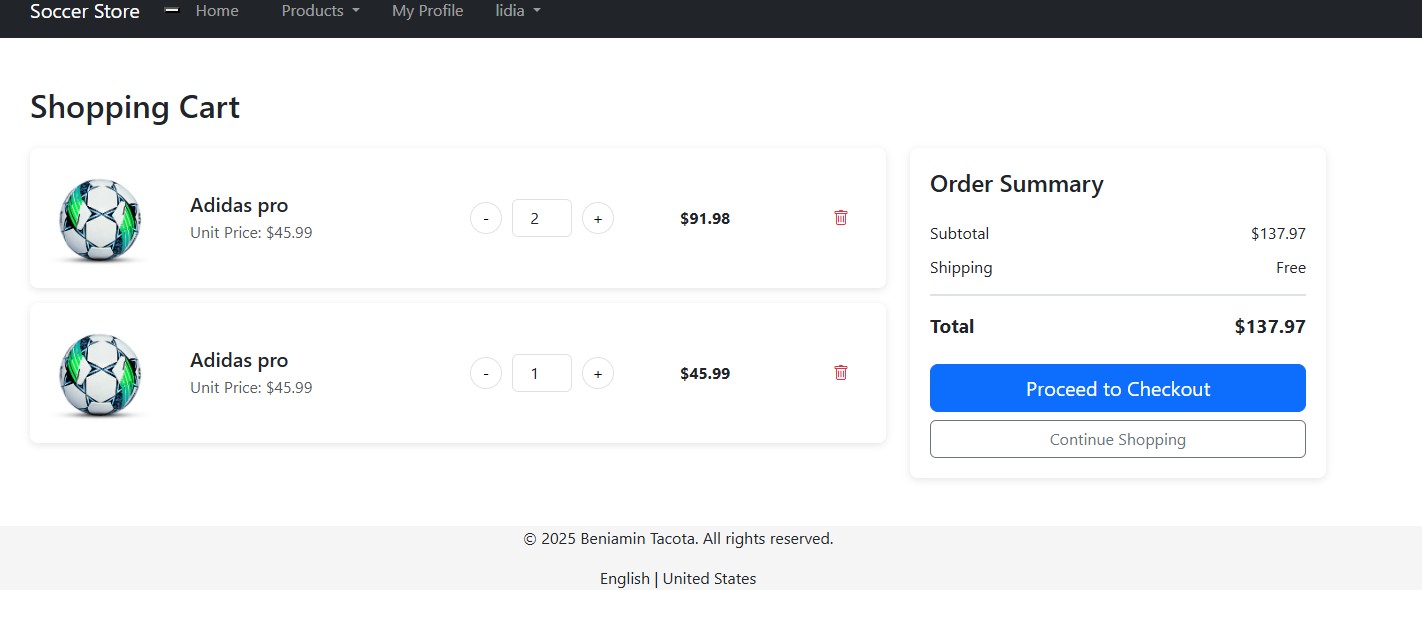 Soccer Store Home Products My Profile lidia
Shopping Cart
Adidas pro
Unit Price: $45.99
- 2 +
$91.98
Adidas pro
Unit Price: $45.99
- 1 +
$45.99
Order Summary
Subtotal $137.97
Shipping Free
Total $137.97
Proceed to Checkout
Continue Shopping
© 2025 Beniamin Tacota. All rights reserved.
English | United States